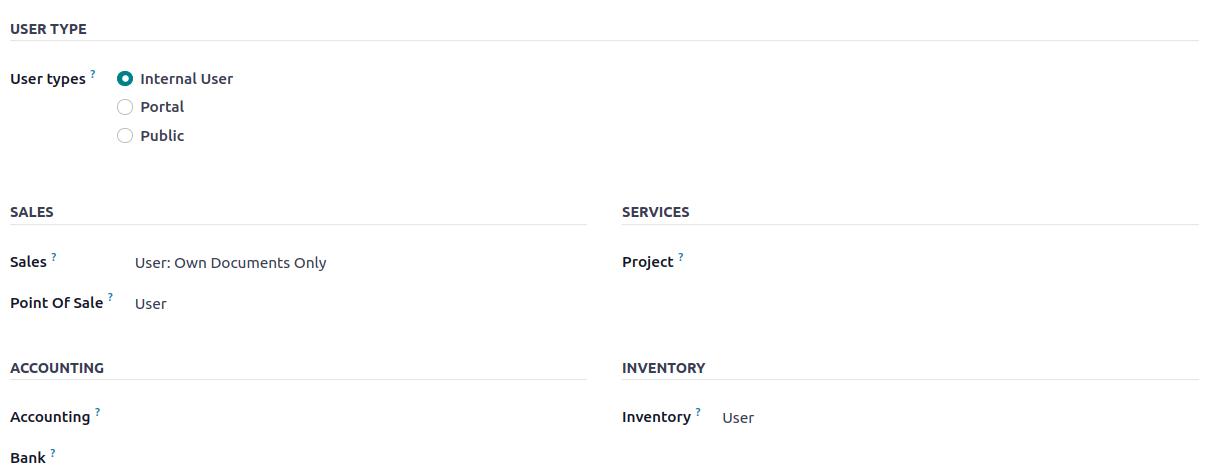 USER TYPE
User types ?
Internal User
Portal
Public
SALES
Sales ? User: Own Documents Only
Point Of Sale ? User
SERVICES
Project ?
ACCOUNTING
Accounting ?
Bank ?
INVENTORY
Inventory ? User